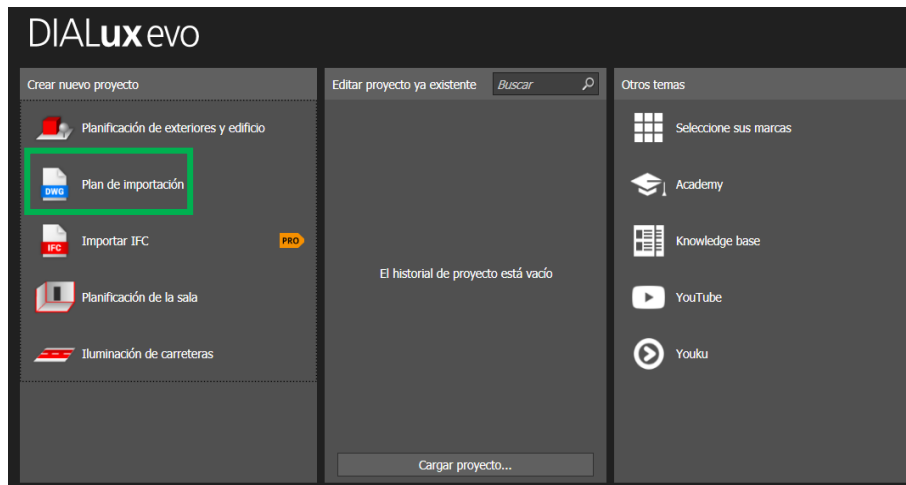 DIALux evo
Crear nuevo proyecto
Planificación de exteriores y edificio
DWG
Plan de importación
IFC
Importar IFC
PRO
Planificación de la sala
Iluminación de carreteras
Editar proyecto ya existente
Buscar
El historial de proyecto está vacío
Cargar proyecto...
Otros temas
Seleccione sus marcas
Academy
Knowledge base
YouTube
Youku